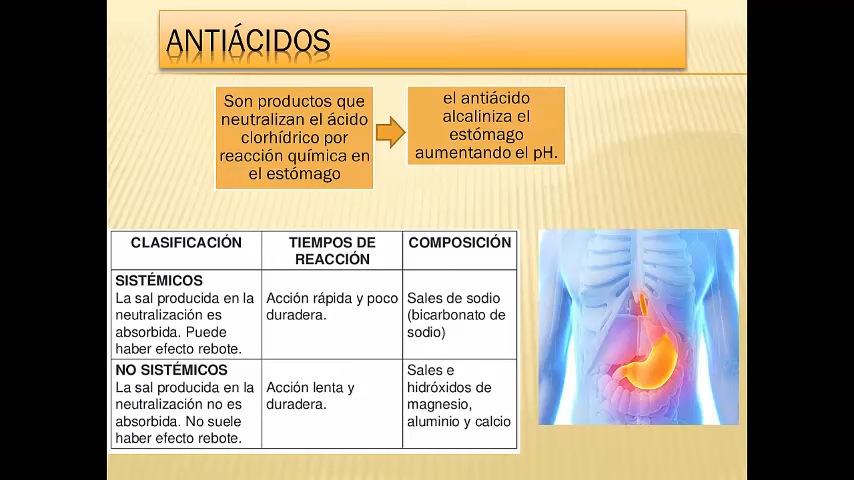 ANTIÁCIDOS
Son productos que
neutralizan el ácido
clorhídrico por
reacción química en
el estómago
el antiácido
alcaliniza el
estómago
aumentando el pH.
CLASIFICACIÓN
TIEMPOS DE
REACCIÓN
COMPOSICIÓN
SISTÉMICOS
La sal producida en la
neutralización es
absorbida. Puede
haber efecto rebote.
Acción rápida y poco
duradera.
Sales de sodio
(bicarbonato de
sodio)
NO SISTÉMICOS
La sal producida en la
neutralización no es
absorbida. No suele
haber efecto rebote.
Acción lenta y
duradera.
Sales e
hidróxidos de
magnesio,
aluminio y calcio